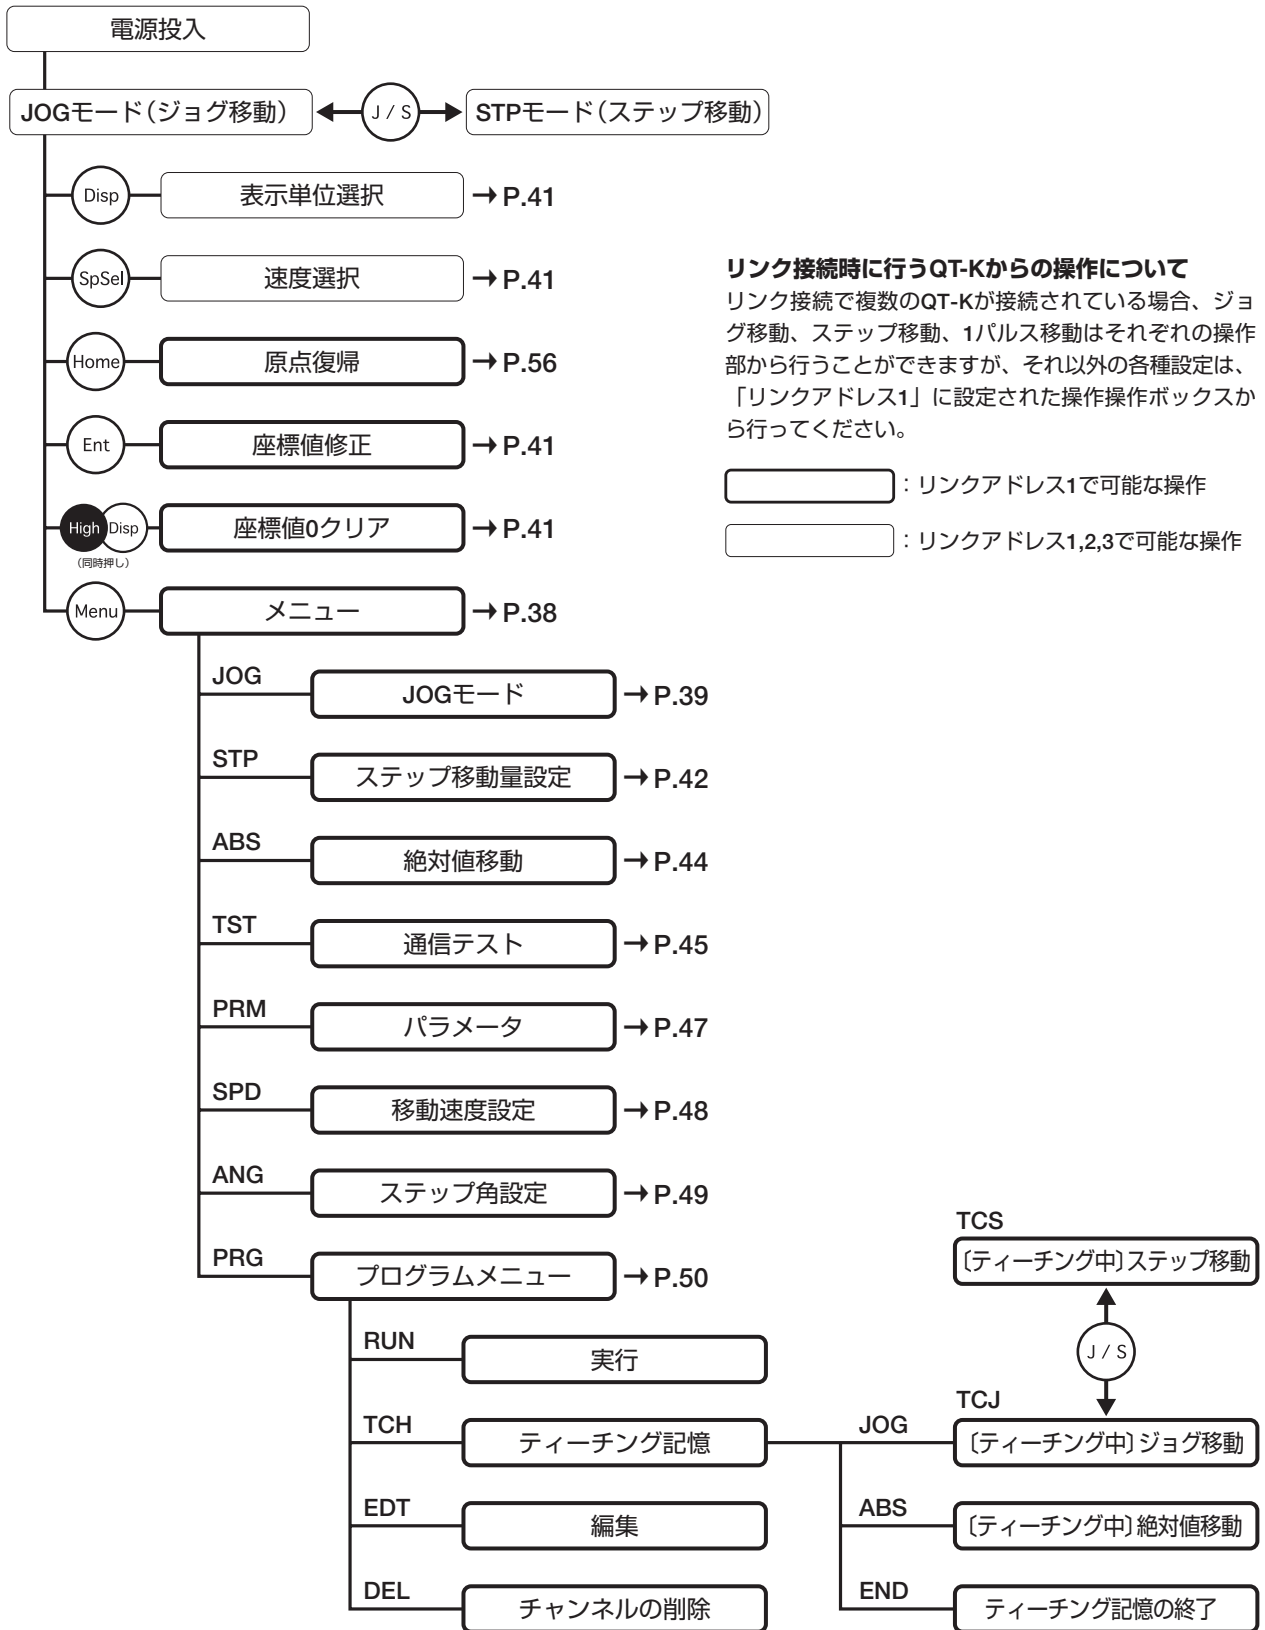 電源投入
JOGモード(ジョグ移動)
J / S
STPモード(ステップ移動)
Disp
表示単位選択
→ P.41
SpSel
速度選択
→ P.41
Home
原点復帰
→ P.56
Ent
座標値修正
→ P.41
High Disp
(同時押し)
座標値0クリア
→ P.41
Menu
メニュー
→ P.38
リンク接続時に行うQT-Kからの操作について
リンク接続で複数のQT-Kが接続されている場合、ジョ
グ移動、ステップ移動、1パルス移動はそれぞれの操作
部から行うことができますが、それ以外の各種設定は、
「リンクアドレス1」に設定された操作操作ボックスか
ら行ってください。
：リンクアドレス1で可能な操作
：リンクアドレス1,2,3で可能な操作
JOG
JOGモード
→ P.39
STP
ステップ移動量設定
→ P.42
ABS
絶対値移動
→ P.44
TST
通信テスト
→ P.45
PRM
パラメータ
→ P.47
SPD
移動速度設定
→ P.48
ANG
ステップ角設定
→ P.49
PRG
プログラムメニュー
→ P.50
RUN
実行
TCH
ティーチング記憶
EDT
編集
DEL
チャンネルの削除
TCS
〔ティーチング中〕ステップ移動
J / S
TCJ
JOG
〔ティーチング中〕ジョグ移動
ABS
〔ティーチング中〕絶対値移動
END
ティーチング記憶の終了